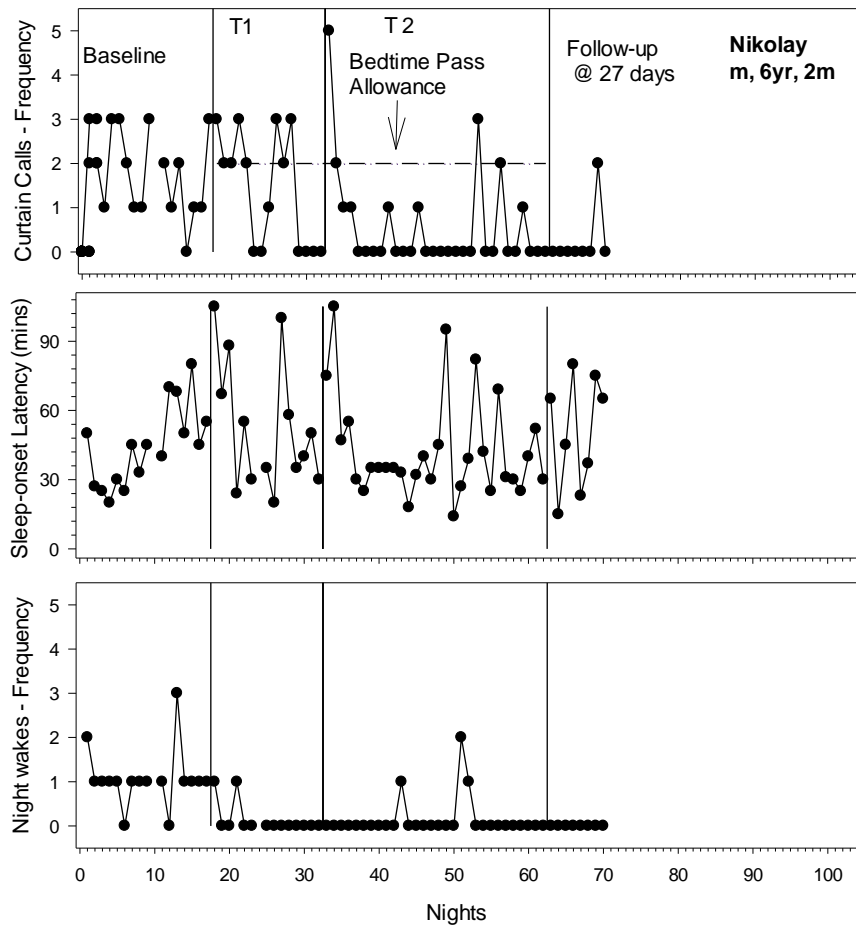 Baseline
T1
T 2
Bedtime Pass
Allowance
Follow-up
@ 27 days
Nikolay
m, 6yr, 2m
Curtain Calls - Frequency
5
4
3
2
1
0
Sleep-onset Latency (mins)
90
60
30
0
Night wakes - Frequency
5
4
3
2
1
0
0 10 20 30 40 50 60 70 80 90 100
Nights